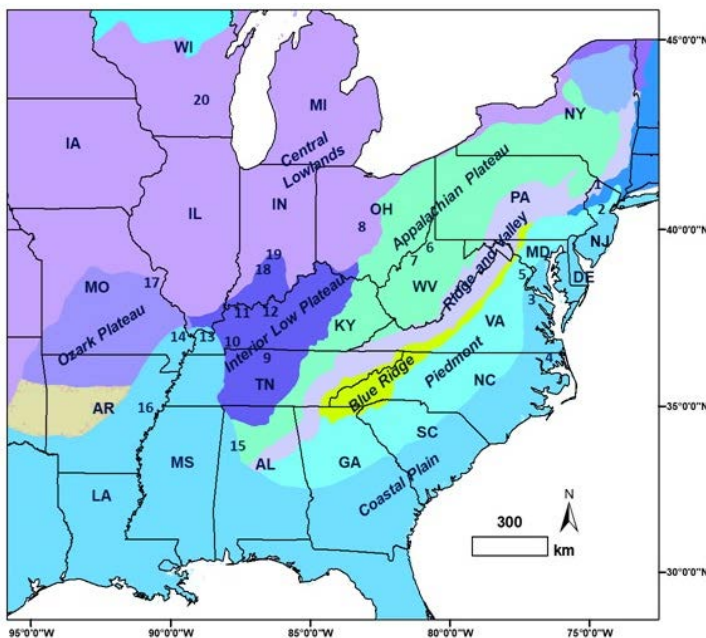 WI
45°0'0"N
20
MI
NY
IA
Central
Lowlands
Appalachian Plateau
PA
1
IL
IN
OH
2
8
40°0'0"N
NJ
6
19
7
MD
18
DE
MO
17
WV
Ridge-and-Valley
5
3
11
12
Interior Low Plateau
KY
VA
Ozark Plateau
14
13
10
9
4
TN
Blue Ridge
Piedmont
NC
AR
16
35°0'0"N
SC
15
MS
AL
GA
Coastal Plain
LA
N
300
km
30°0'0"N
95°0'0"W
90°0'0"W
85°0'0"W
80°0'0"W
75°0'0"W